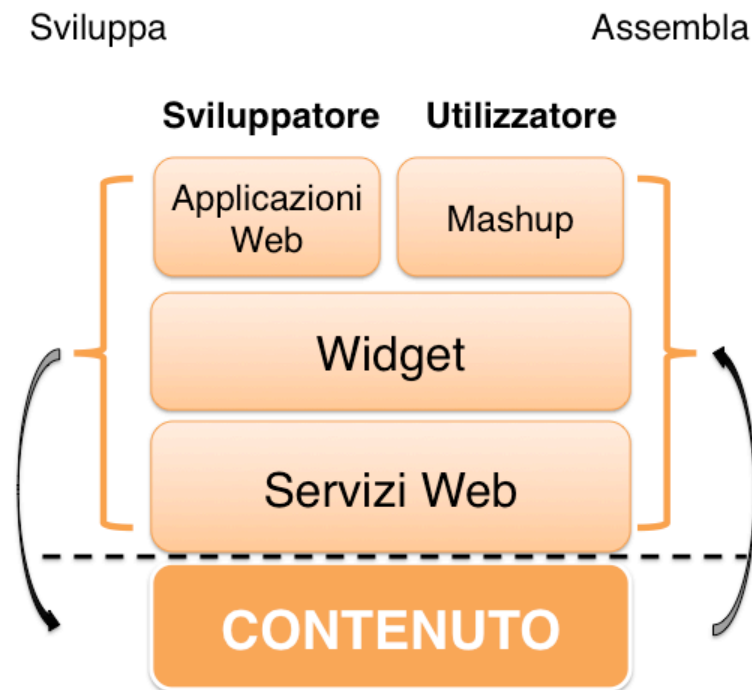 Sviluppa
Assembla
Sviluppatore
Utilizzatore
Applicazioni
Web
Mashup
Widget
Servizi Web
CONTENUTO